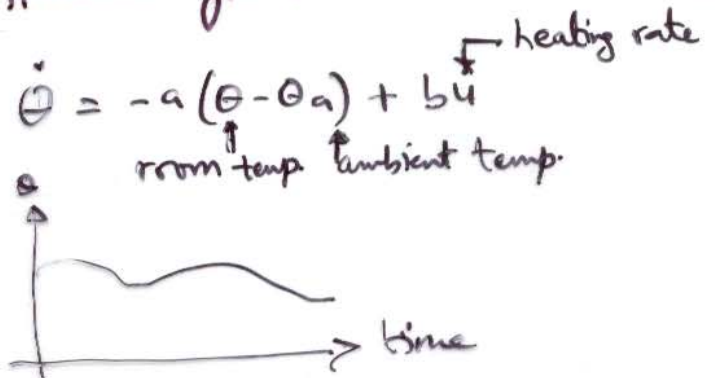 heating rate
θ̇ = -a (θ - θa) + bu
room temp. ambient temp.
θ
time